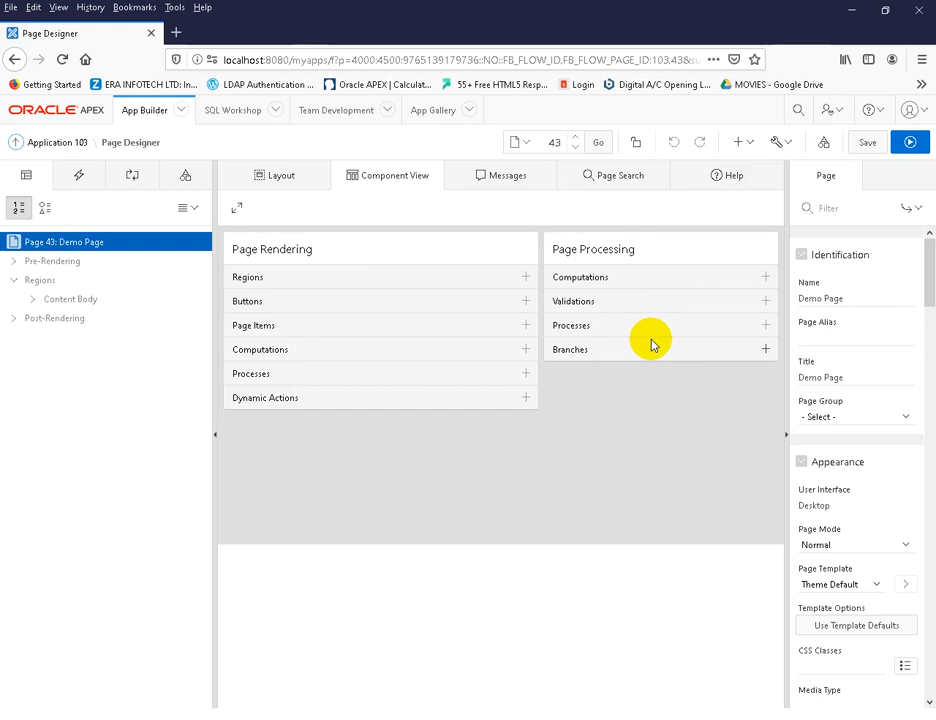 File Edit View History Bookmarks Tools Help
Page Designer
localhost:8080/myapps/f?p=4000:4500:9765139179736::NO::FB_FLOW_ID,FB_FLOW_PAGE_ID:103,43&su
Getting Started ERA INFOTECH LTD: In... LDAP Authentication ... Oracle APEX | Calculat... 55+ Free HTML5 Resp... Login Digital A/C Opening L... MOVIES - Google Drive
ORACLE APEX App Builder SQL Workshop Team Development App Gallery
Application 103 \ Page Designer 43 Go Save
Layout Component View Messages Page Search Help Page
Filter
Page 43: Demo Page
Pre-Rendering
Regions
Content Body
Post-Rendering
Page Rendering
Regions
Buttons
Page Items
Computations
Processes
Dynamic Actions
Page Processing
Computations
Validations
Processes
Branches
Identification
Name
Demo Page
Page Alias
Title
Demo Page
Page Group
- Select -
Appearance
User Interface
Desktop
Page Mode
Normal
Page Template
Theme Default
Template Options
Use Template Defaults
CSS Classes
Media Type